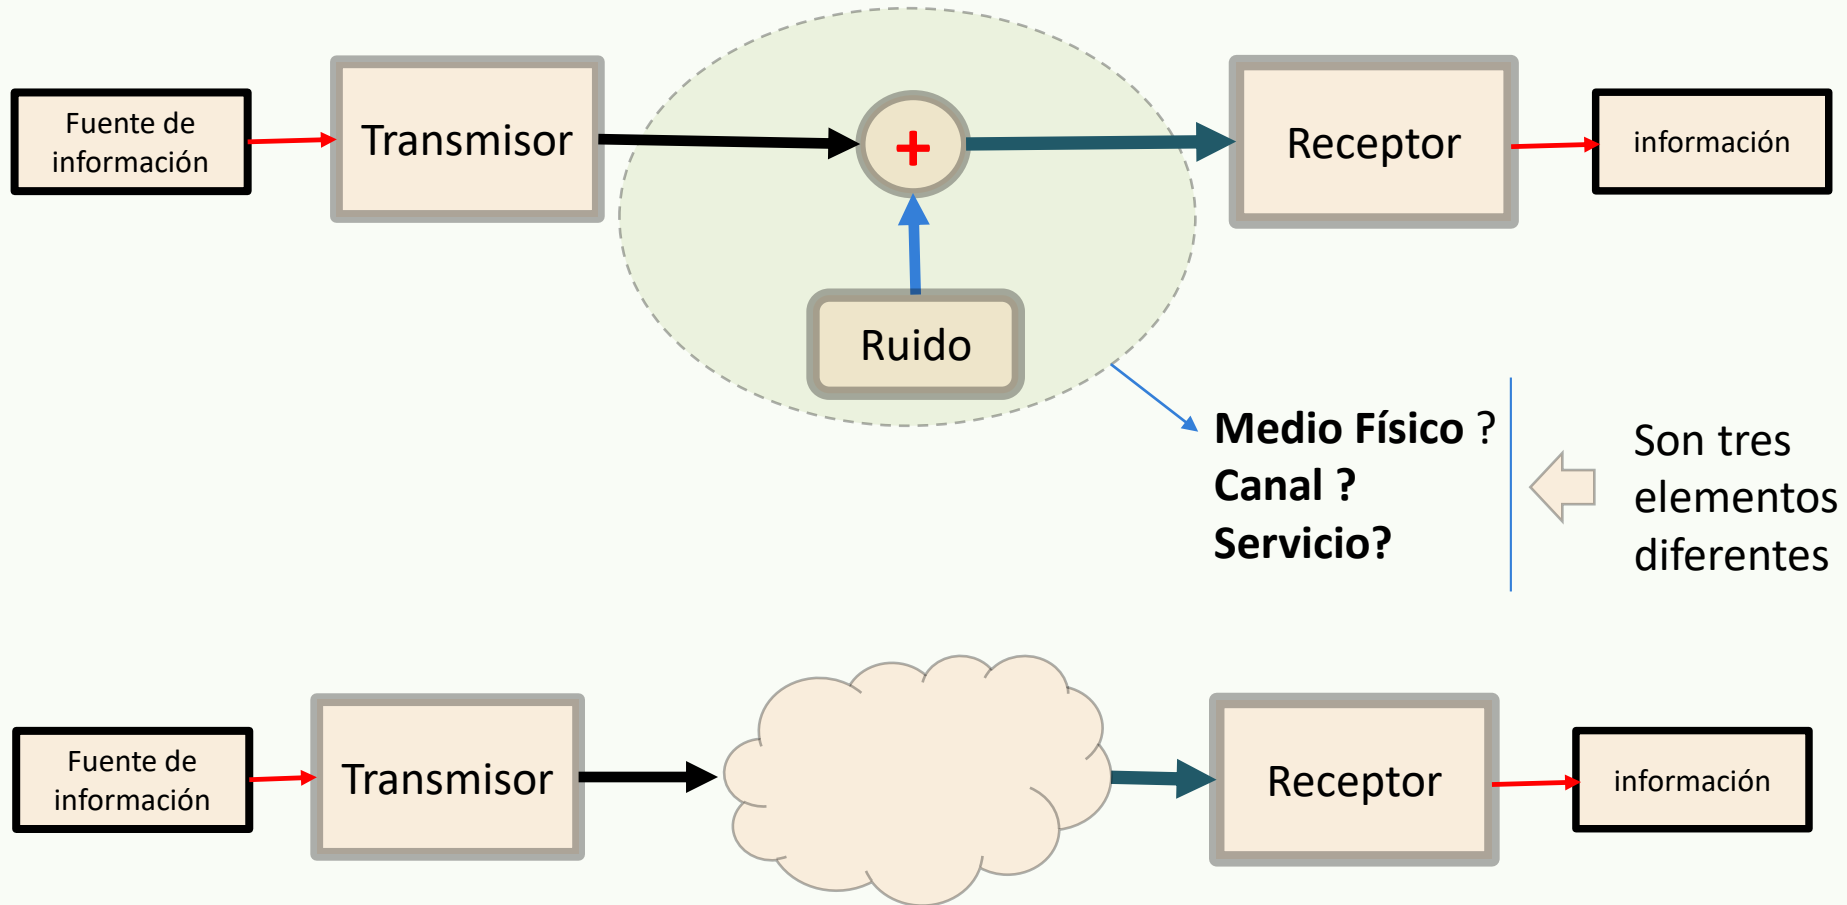 Fuente de
información
Transmisor
+
Receptor
información
Ruido
Medio Físico ?
Canal ?
Servicio?
Son tres
elementos
diferentes
Fuente de
información
Transmisor
Receptor
información